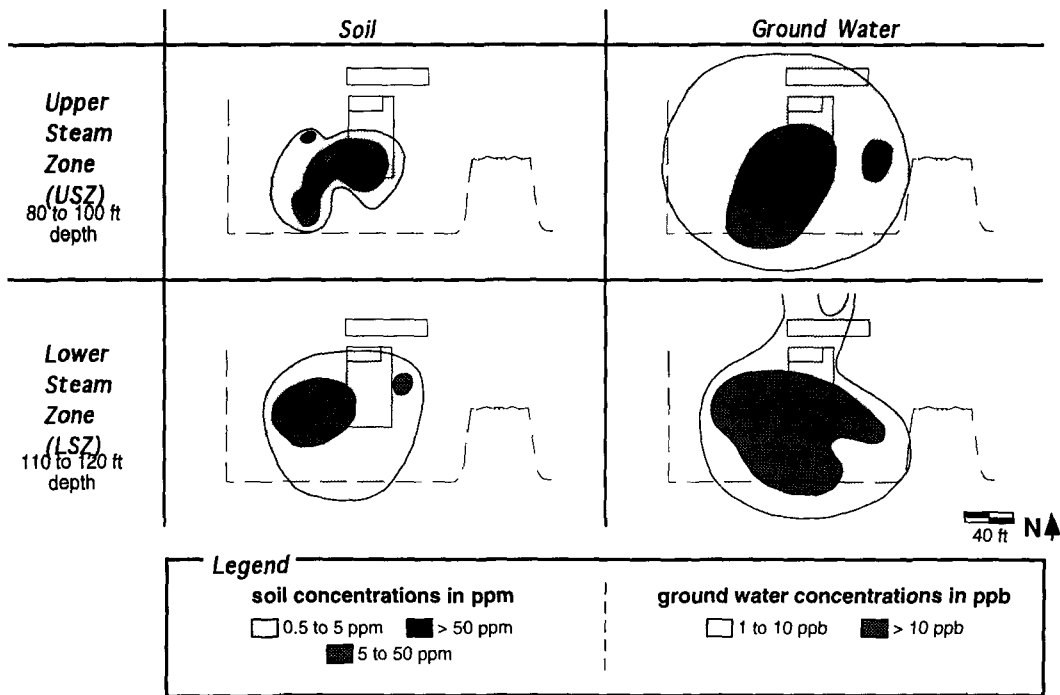 Soil
Ground Water
Upper
Steam
Zone
(USZ)
80 to 100 ft
depth
Lower
Steam
Zone
(LSZ)
110 to 120 ft
depth
40 ft
N
Legend
soil concentrations in ppm
0.5 to 5 ppm > 50 ppm
5 to 50 ppm
ground water concentrations in ppb
1 to 10 ppb > 10 ppb